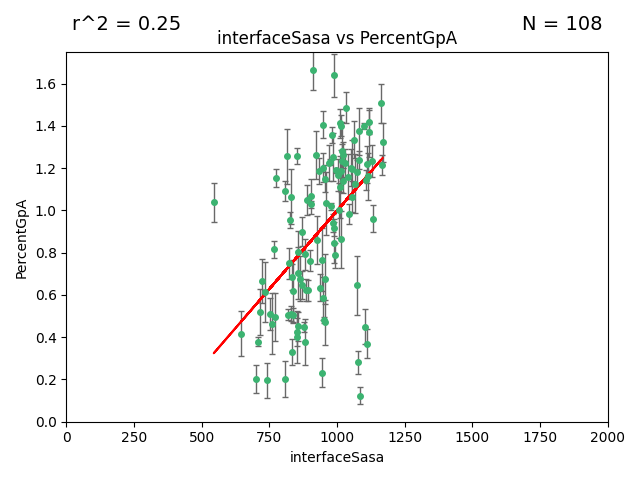 r^2 = 0.25
N = 108
interfaceSasa vs PercentGpA
PercentGpA
1.6
1.4
1.2
1.0
0.8
0.6
0.4
0.2
0.0
0 250 500 750 1000 1250 1500 1750 2000
interfaceSasa